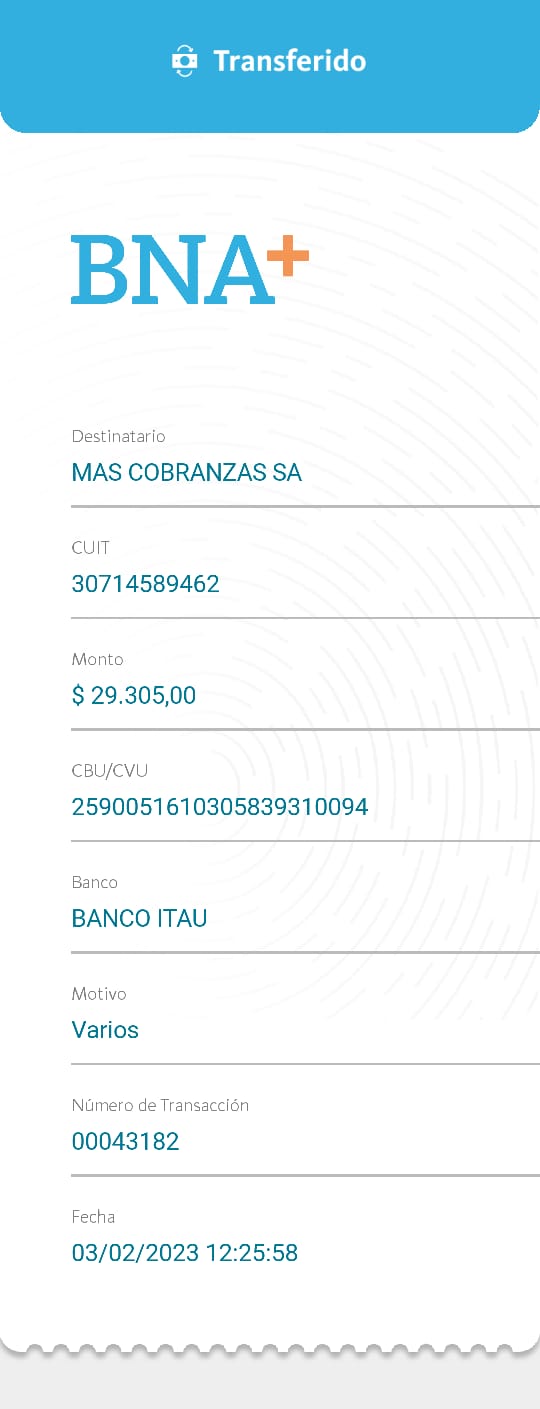 Transferido
BNA+
Destinatario
MAS COBRANZAS SA
CUIT
30714589462
Monto
$ 29.305,00
CBU/CVU
2590051610305839310094
Banco
BANCO ITAU
Motivo
Varios
Número de Transacción
00043182
Fecha
03/02/2023 12:25:58